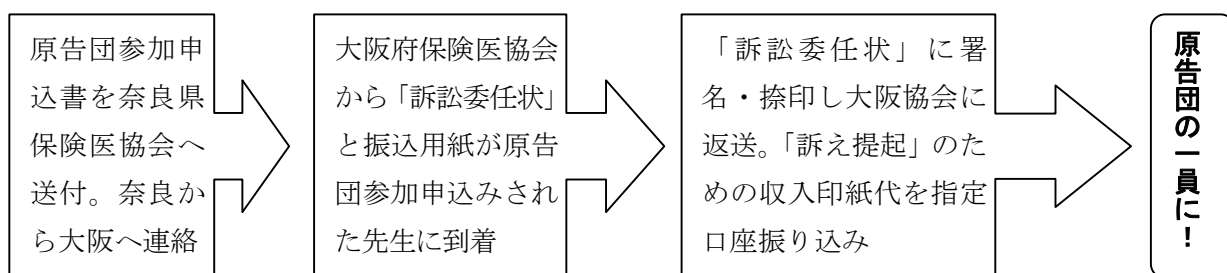 原告団参加申
込書を奈良県
保険医協会へ
送付。奈良か
ら大阪へ連絡
大阪府保険医協会
から「訴訟委任状」
と振込用紙が原告
団参加申込みされ
た先生に到着
「訴訟委任状」に署
名・捺印し大阪協会に
返送。「訴え提起」のた
めの収入印紙代を指定
口座振り込み
原告団の一員に！